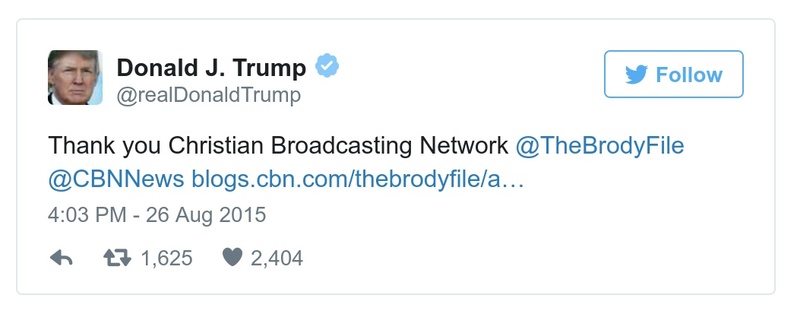 Donald J. Trump
@realDonaldTrump
Follow
Thank you Christian Broadcasting Network @TheBrodyFile
@CBNNews blogs.cbn.com/thebrodyfile/a…
4:03 PM - 26 Aug 2015
1,625 2,404